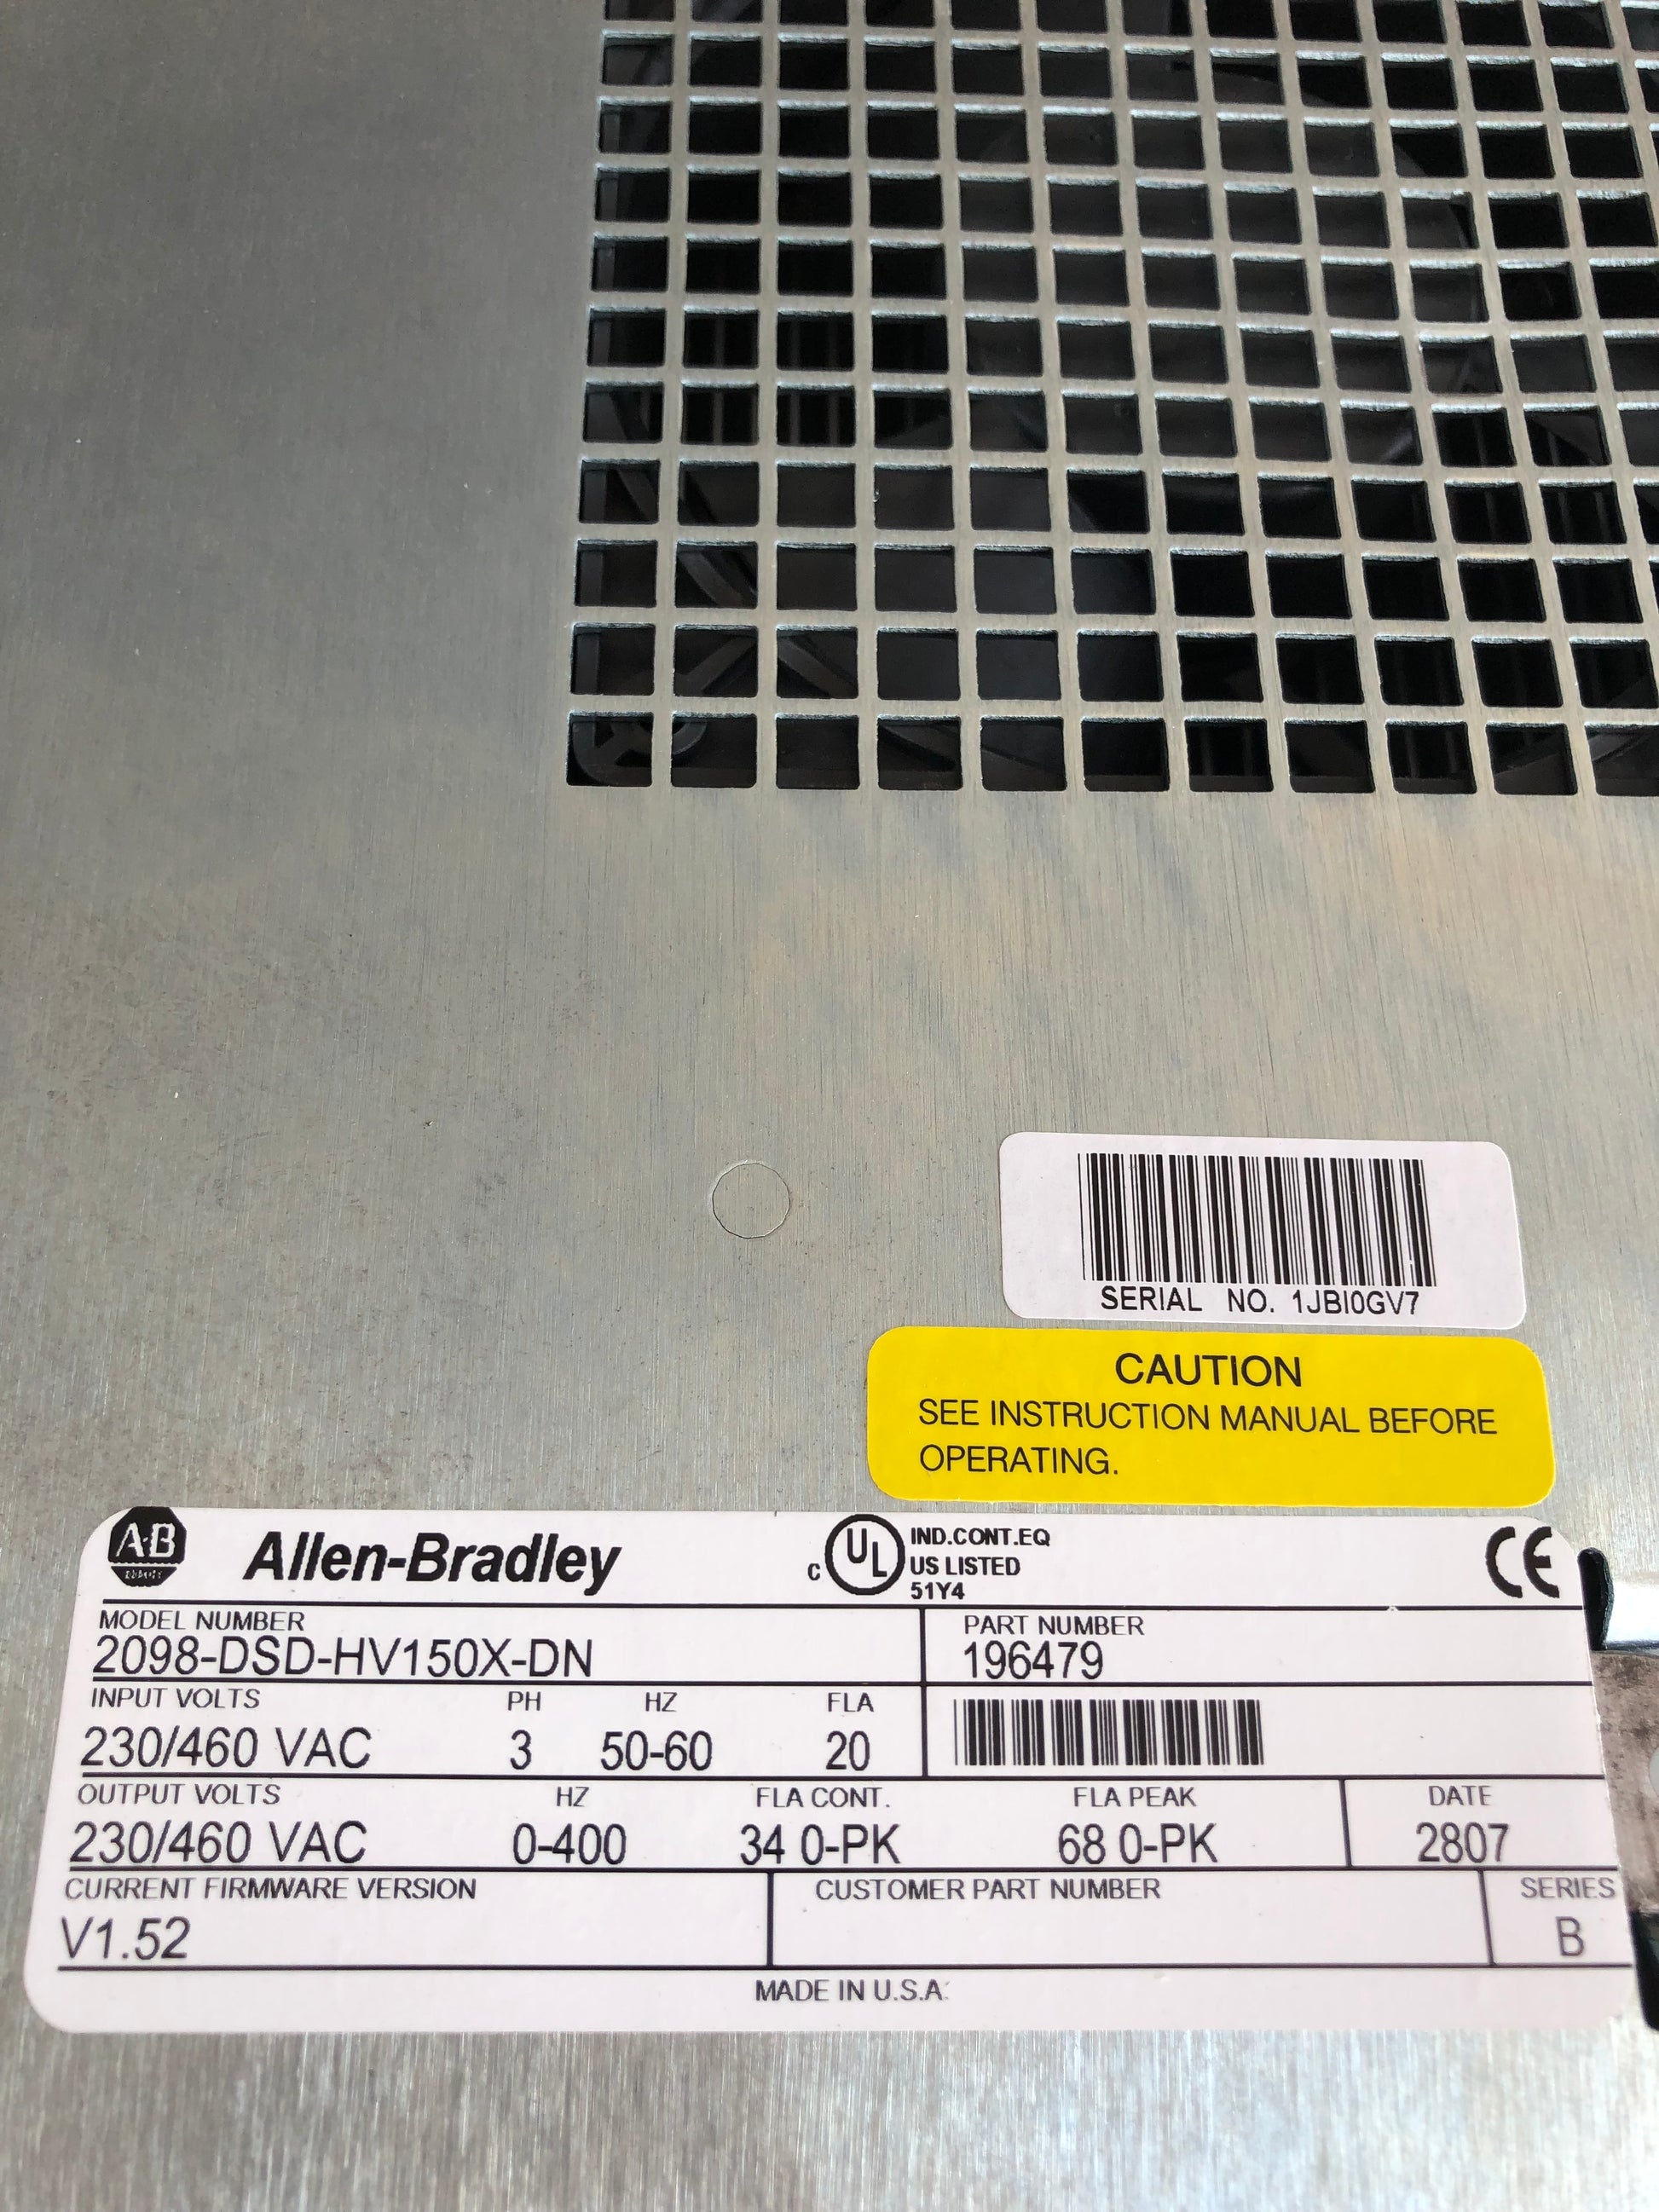 SERIAL NO. 1JBI0GV7
CAUTION
SEE INSTRUCTION MANUAL BEFORE
OPERATING.
A-B
Allen-Bradley
C UL IND.CONT.EQ
US LISTED
51Y4
CE
MODEL NUMBER PART NUMBER
2098-DSD-HV150X-DN 196479
INPUT VOLTS PH HZ FLA
230/460 VAC 3 50-60 20
OUTPUT VOLTS HZ FLA CONT. FLA PEAK DATE
230/460 VAC 0-400 34 0-PK 68 0-PK 2807
CURRENT FIRMWARE VERSION CUSTOMER PART NUMBER SERIES
V1.52 B
MADE IN U.S.A.